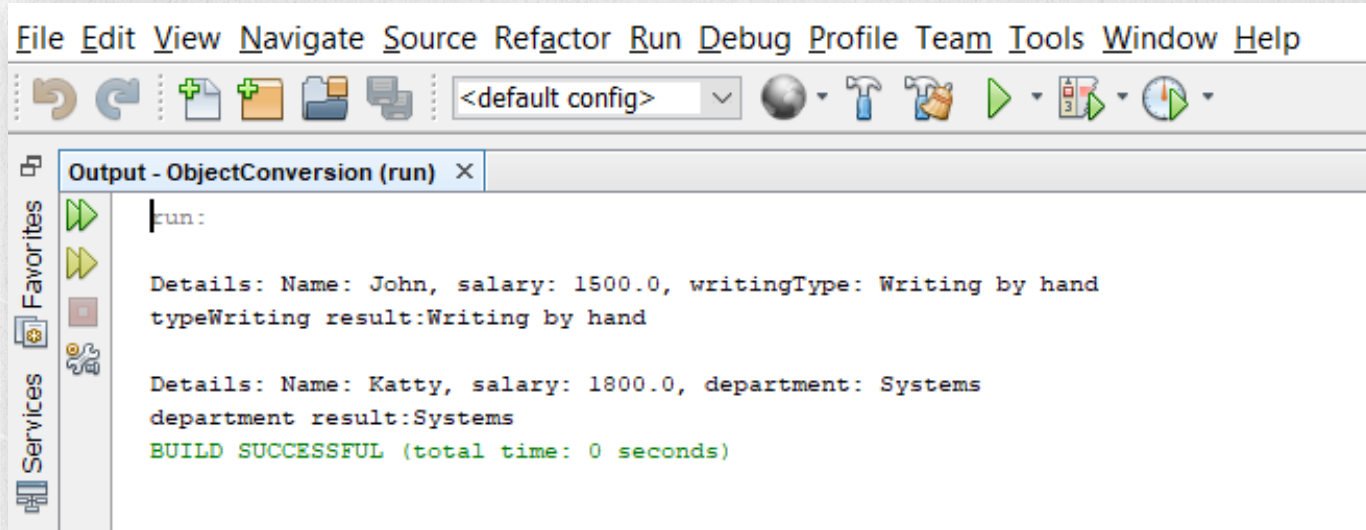 File Edit View Navigate Source Refactor Run Debug Profile Team Tools Window Help
<default config>
Output - ObjectConversion (run)
Favorites
Services
run:
Details: Name: John, salary: 1500.0, writingType: Writing by hand
typeWriting result:Writing by hand
Details: Name: Katty, salary: 1800.0, department: Systems
department result:Systems
BUILD SUCCESSFUL (total time: 0 seconds)